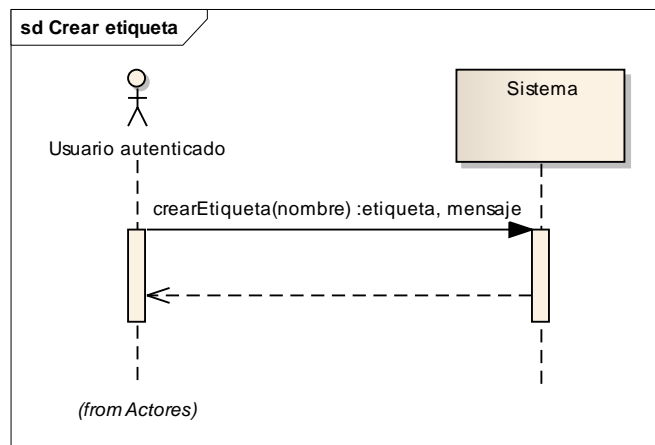 sd Crear etiqueta
Sistema
Usuario autenticado
crearEtiqueta(nombre) :etiqueta, mensaje
(from Actores)